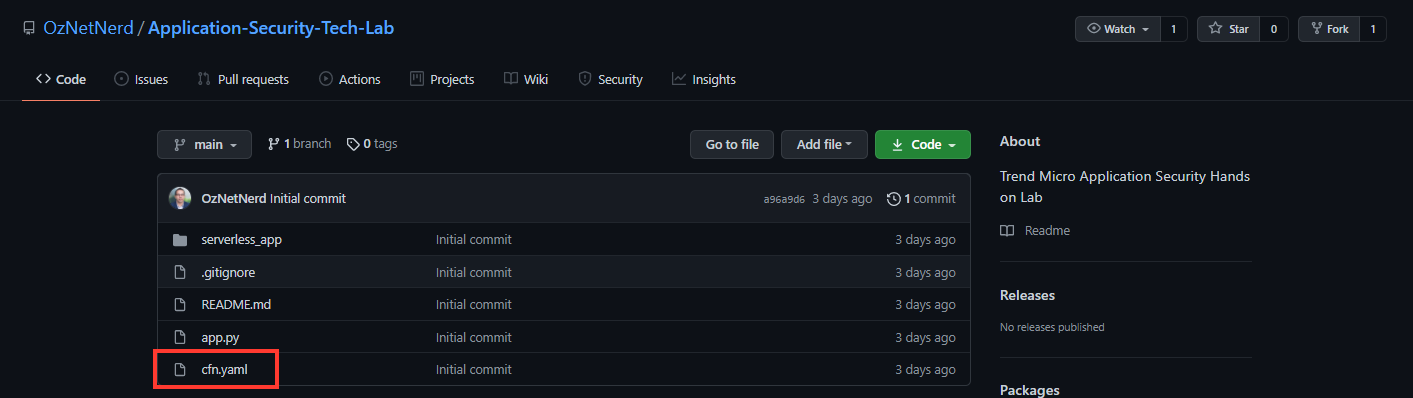 OzNetNerd / Application-Security-Tech-Lab
Watch 1 Star 0 Fork 1
Code Issues Pull requests Actions Projects Wiki Security Insights
main 1 branch 0 tags Go to file Add file Code
OzNetNerd Initial commit a96a9d6 3 days ago 1 commit
serverless_app Initial commit 3 days ago
.gitignore Initial commit 3 days ago
README.md Initial commit 3 days ago
app.py Initial commit 3 days ago
cfn.yaml Initial commit 3 days ago
About
Trend Micro Application Security Hands
on Lab
Readme
Releases
No releases published
Packages